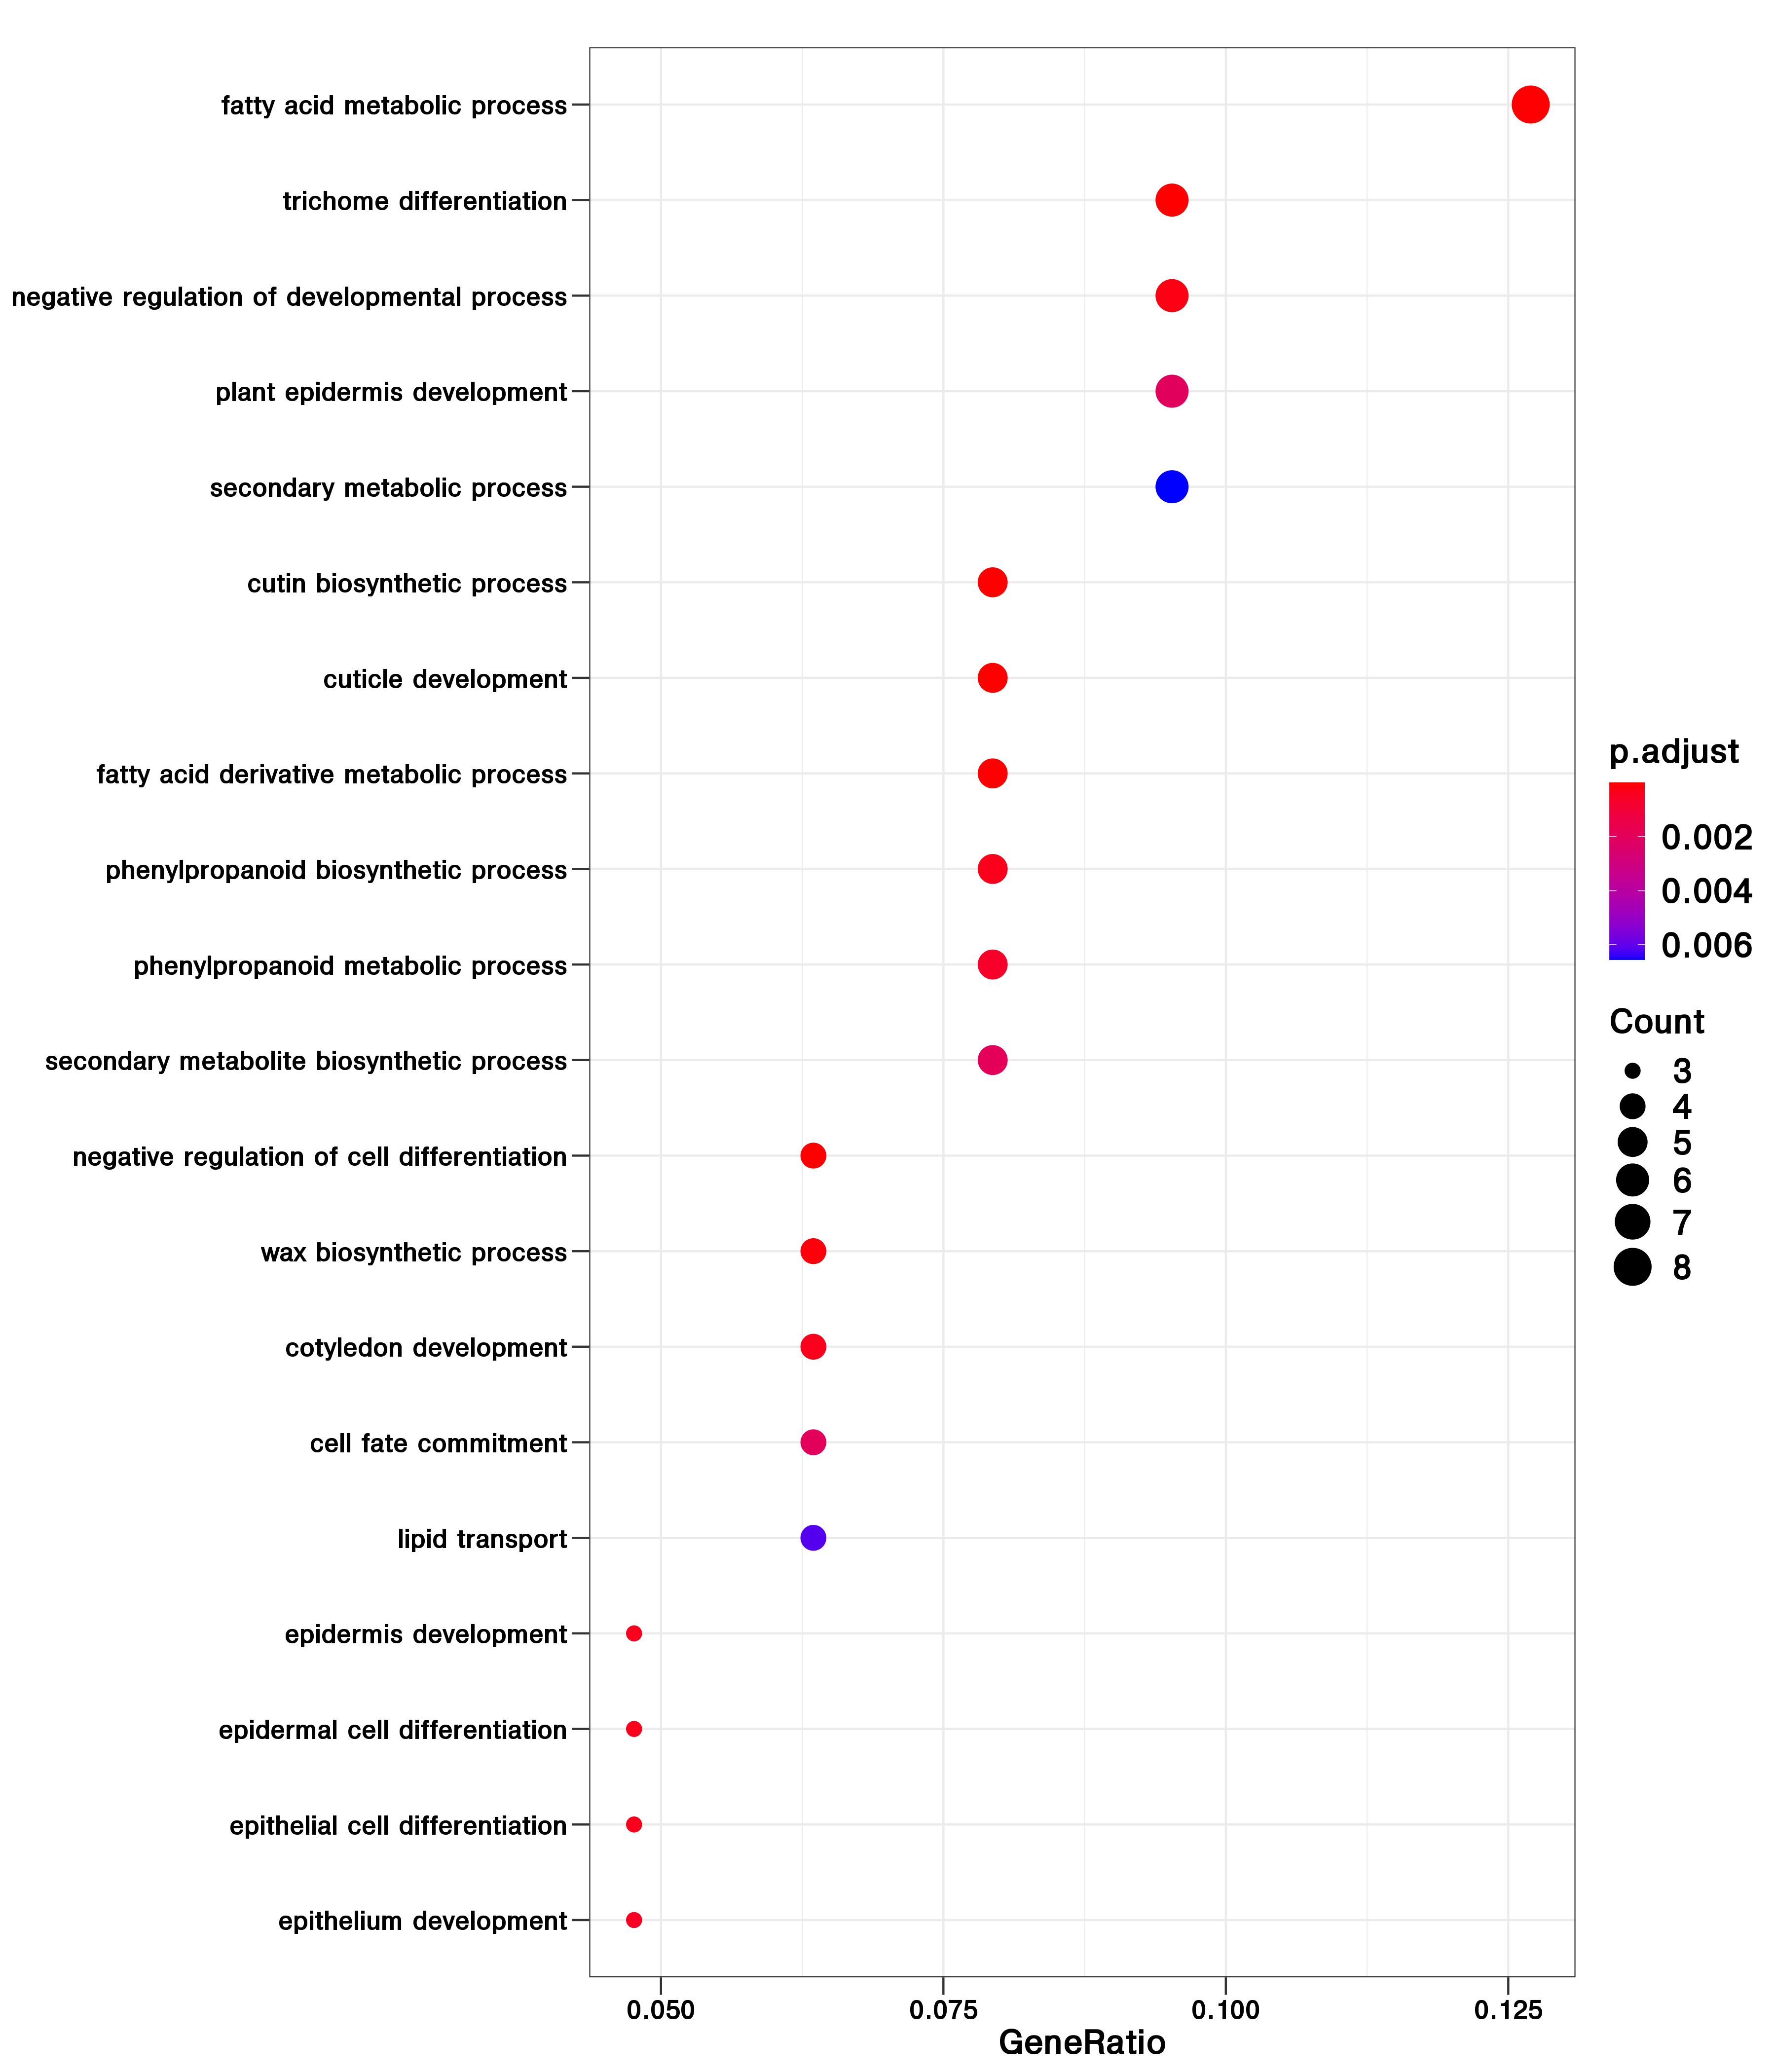 fatty acid metabolic process
trichome differentiation
negative regulation of developmental process
plant epidermis development
secondary metabolic process
cutin biosynthetic process
cuticle development
fatty acid derivative metabolic process
phenylpropanoid biosynthetic process
phenylpropanoid metabolic process
secondary metabolite biosynthetic process
negative regulation of cell differentiation
wax biosynthetic process
cotyledon development
cell fate commitment
lipid transport
epidermis development
epidermal cell differentiation
epithelial cell differentiation
epithelium development
0.050 0.075 0.100 0.125
GeneRatio
p.adjust
0.002
0.004
0.006
Count
3
4
5
6
7
8